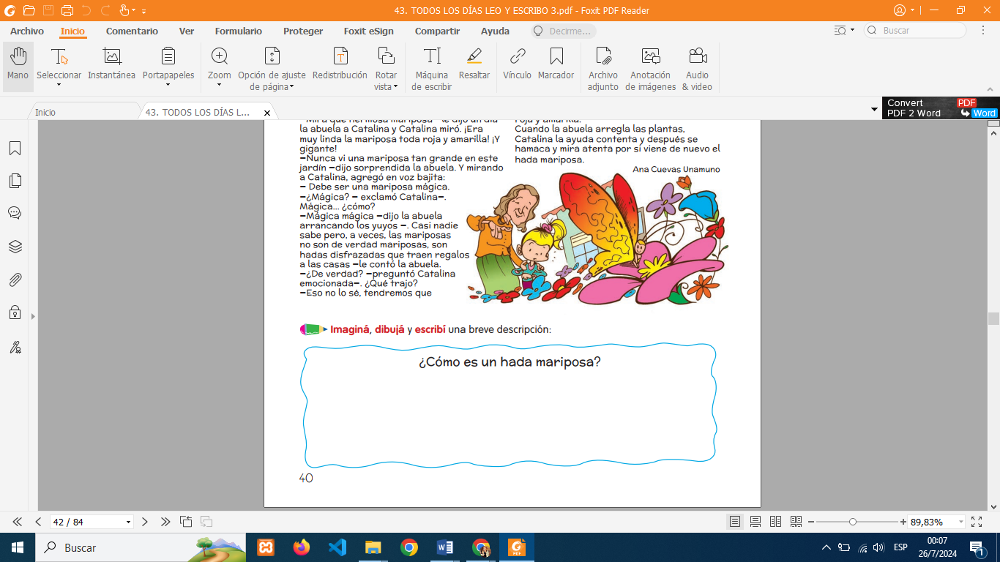 43. TODOS LOS DÍAS LEO Y ESCRIBO 3.pdf - Foxit PDF Reader
Archivo Inicio Comentario Ver Formulario Proteger Foxit eSign Compartir Ayuda Decirme... Buscar
Mano Seleccionar Instantánea Portapapeles Zoom Opción de ajuste de página Redistribución Rotar vista Máquina de escribir Resaltar Vínculo Marcador Archivo adjunto Anotación de imágenes Audio & video
Inicio 43. TODOS LOS DÍAS L...
Convert PDF
PDF 2 Word Word
la abuela a Catalina y Catalina miró. ¡Era
muy linda la mariposa toda roja y amarilla! ¡Y
gigante!
–Nunca vi una mariposa tan grande en este
jardín –dijo sorprendida la abuela. Y mirando
a Catalina, agregó en voz bajita:
– Debe ser una mariposa mágica.
–¿Mágica? – exclamó Catalina–.
Mágica... ¿cómo?
–Mágica mágica –dijo la abuela
arrancando los yuyos –. Casi nadie
sabe pero, a veces, las mariposas
no son de verdad mariposas, son
hadas disfrazadas que traen regalos
a las casas –le contó la abuela.
–¿De verdad? –preguntó Catalina
emocionada–. ¿Qué trajo?
–Eso no lo sé, tendremos que
roja y amarilla.
Cuando la abuela arregla las plantas,
Catalina la ayuda contenta y después se
hamaca y mira atenta por si viene de nuevo el
hada mariposa.
Ana Cuevas Unamuno
Imaginá, dibujá y escribí una breve descripción:
¿Cómo es un hada mariposa?
40
42 / 84
89,83%
Buscar
ESP
00:07
26/7/2024
1